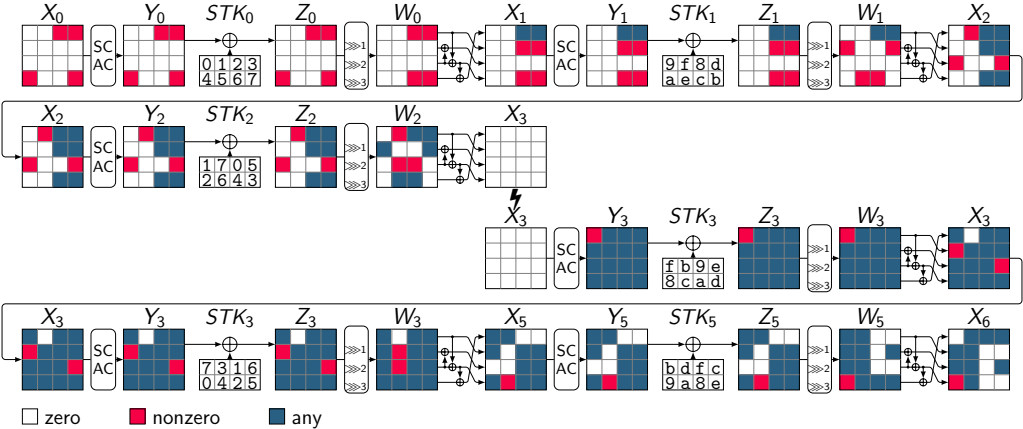 X0 Y0 STK0 Z0 W0 X1 Y1 STK1 Z1 W1 X2
SC AC ⋙1 ⋙2 ⋙3 SC AC ⋙1 ⋙2 ⋙3
0 1 2 3 9 f 8 d
4 5 6 7 a e c b
X2 Y2 STK2 Z2 W2 X3
SC AC ⋙1 ⋙2 ⋙3
1 7 0 5
2 6 4 3
X3 Y3 STK3 Z3 W3 X3
SC AC ⋙1 ⋙2 ⋙3
f b 9 e
8 c a d
X3 Y3 STK3 Z3 W3 X5 Y5 STK5 Z5 W5 X6
SC AC ⋙1 ⋙2 ⋙3 SC AC ⋙1 ⋙2 ⋙3
7 3 1 6 b d f c
0 4 2 5 9 a 8 e
zero nonzero any